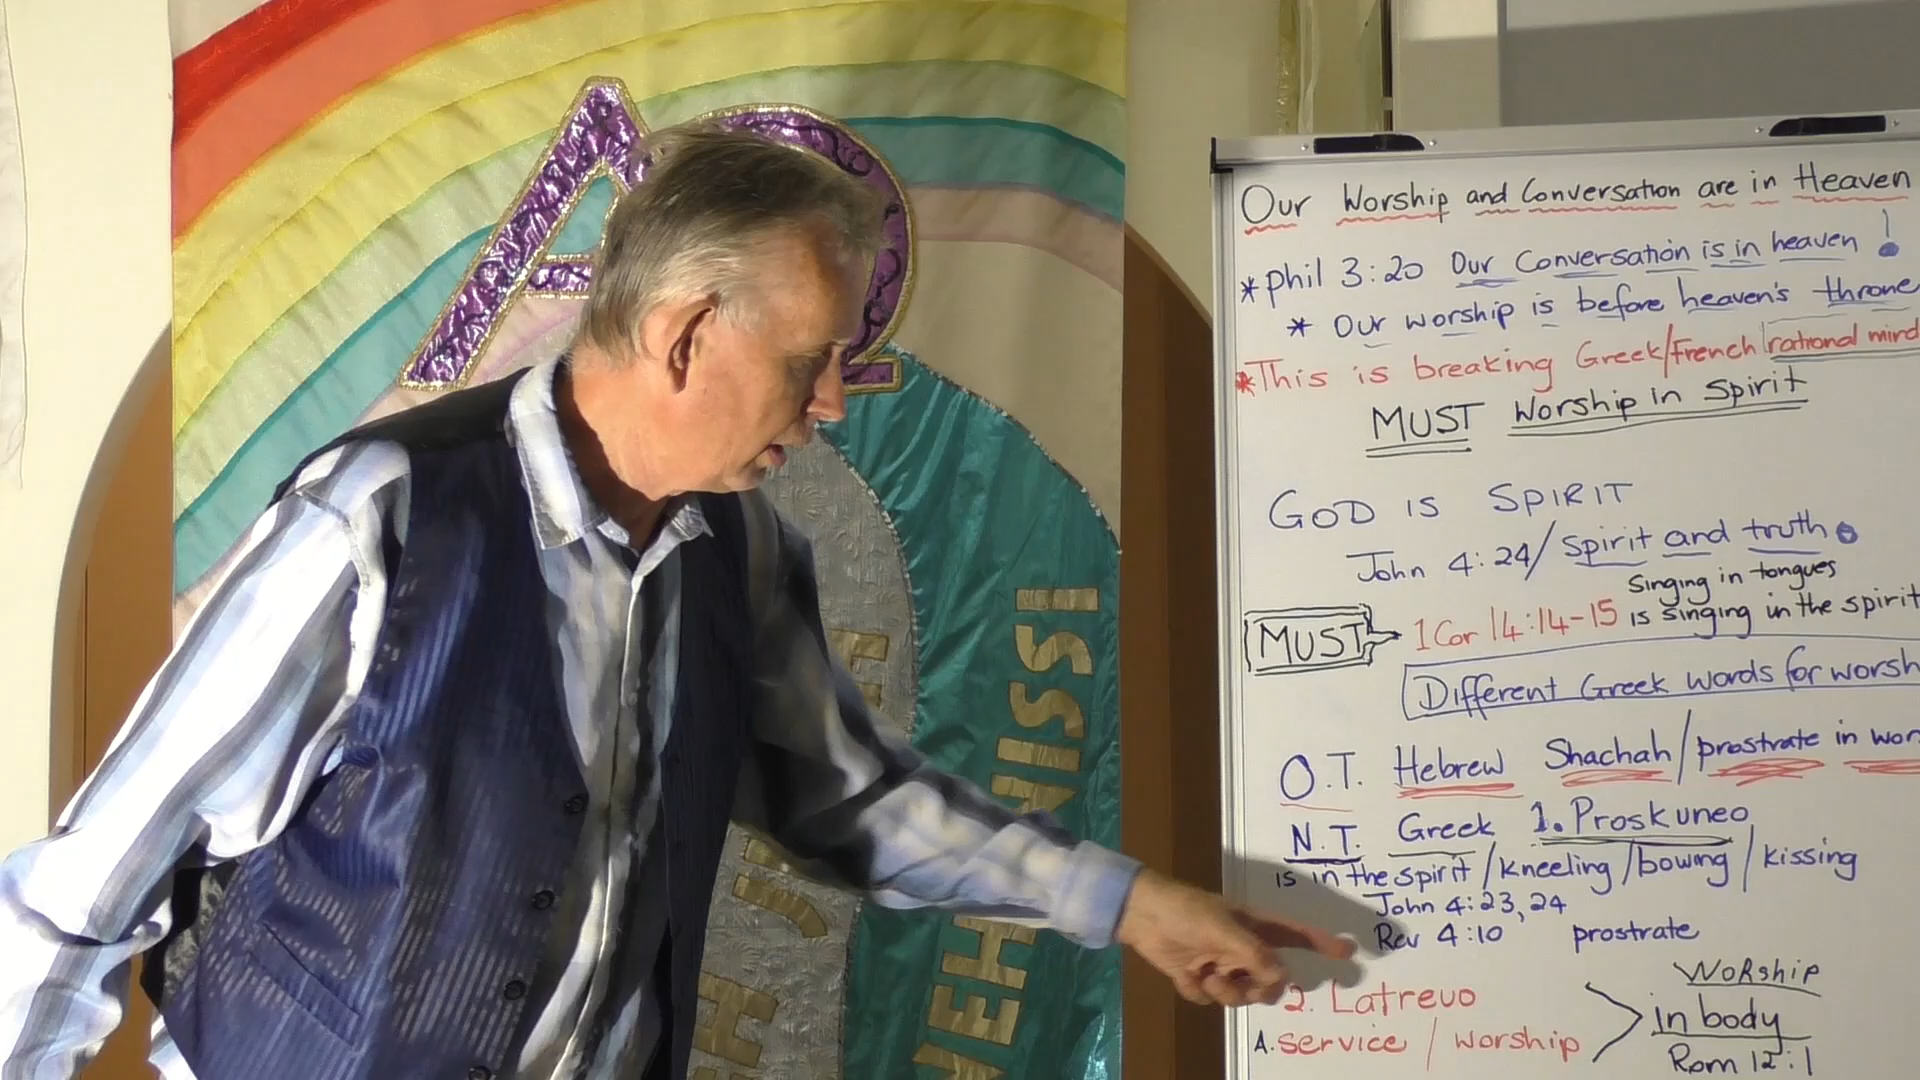 ΑΩ
NISSI
JEHOVAH
Our Worship and Conversation are in Heaven
*Phil 3:20 Our Conversation is in heaven!
* Our worship is before heaven's throne
*This is breaking Greek/French/rational mind
MUST Worship in Spirit
GOD IS SPIRIT
John 4:24/Spirit and truth.
Singing in tongues
MUST 1Cor 14:14-15 is singing in the spirit
Different Greek words for worsh
O.T. Hebrew Shachah/prostrate in wor
N.T. Greek 1. Proskuneo
is in the spirit/kneeling/bowing/kissing
John 4:23,24
Rev 4:10 prostrate
Worship
2. Latreuo
in body
A. service / worship
Rom 12:1